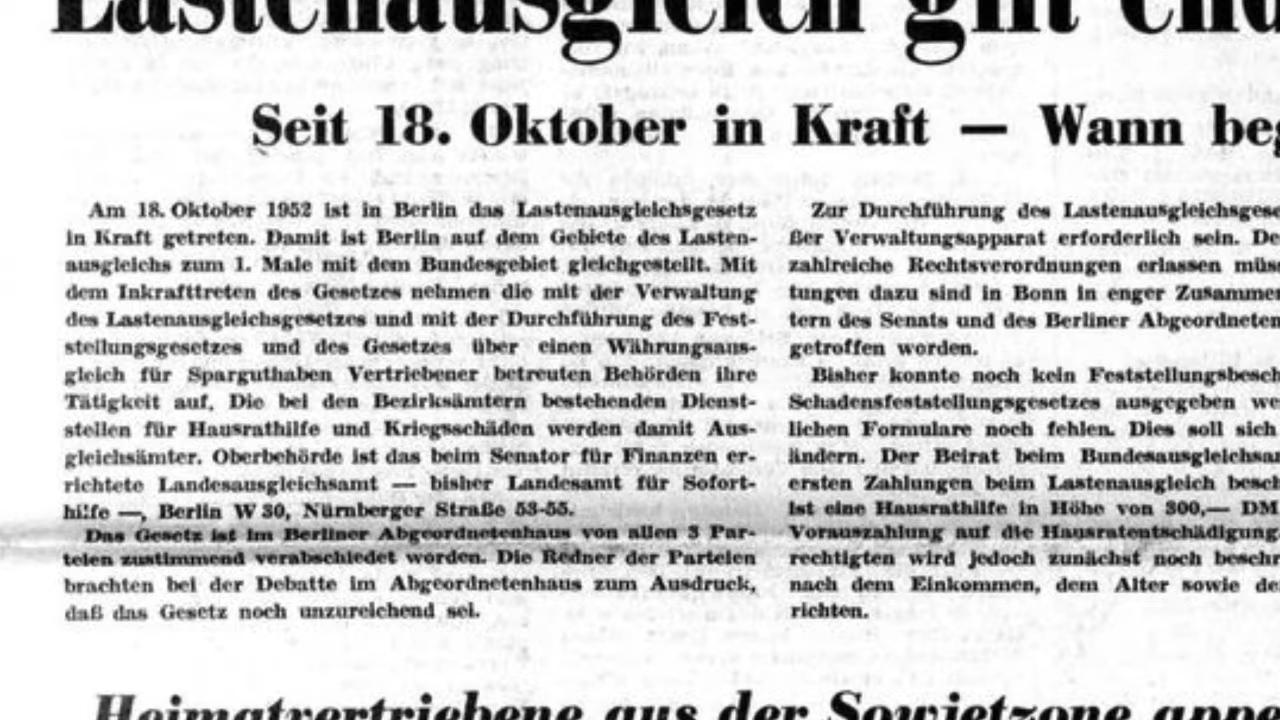 Lastenausgleich gilt end
Seit 18. Oktober in Kraft — Wann beg
Am 18. Oktober 1952 ist in Berlin das Lastenausgleichsgesetz
in Kraft getreten. Damit ist Berlin auf dem Gebiete des Lasten-
ausgleichs zum 1. Male mit dem Bundesgebiet gleichgestellt. Mit
dem Inkrafttreten des Gesetzes nehmen die mit der Verwaltung
des Lastenausgleichsgesetzes und mit der Durchführung des Fest-
stellungsgesetzes und des Gesetzes über einen Währungsaus-
gleich für Sparguthaben Vertriebener betreuten Behörden ihre
Tätigkeit auf. Die bei den Bezirksämtern bestehenden Dienst-
stellen für Hausrathilfe und Kriegsschäden werden damit Aus-
gleichsämter. Oberbehörde ist das beim Senator für Finanzen er-
richtete Landesausgleichsamt — bisher Landesamt für Sofort-
hilfe —, Berlin W 30, Nürnberger Straße 53-55.
Das Gesetz ist im Berliner Abgeordnetenhaus von allen 3 Par-
teien zustimmend verabschiedet worden. Die Redner der Parteien
brachten bei der Debatte im Abgeordnetenhaus zum Ausdruck,
daß das Gesetz noch unzureichend sei.
Zur Durchführung des Lastenausgleichsgese
ßer Verwaltungsapparat erforderlich sein. De
zahlreiche Rechtsverordnungen erlassen müs
tungen dazu sind in Bonn in enger Zusamme
tern des Senats und des Berliner Abgeordneten
getroffen worden.
Bisher konnte noch kein Feststellungsbesch
Schadensfeststellungsgesetzes ausgegeben we
lichen Formulare noch fehlen. Dies soll sich
ändern. Der Beirat beim Bundesausgleichsa
ersten Zahlungen beim Lastenausgleich besch
ist eine Hausrathilfe in Höhe von 300,— DM
Vorauszahlung auf die Hausratentschädigung.
rechtigten wird jedoch zunächst noch beschr
nach dem Einkommen, dem Alter sowie de
richten.
Heimatvertriebene aus der Sowjetzone appe